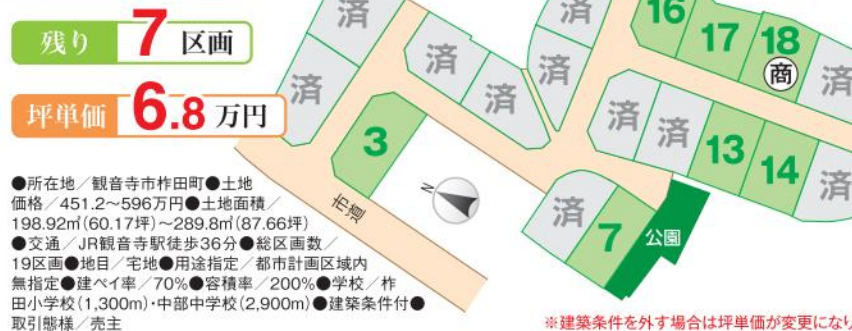 残り 7 区画
坪単価 6.8 万円
●所在地／観音寺市柞田町●土地
価格／451.2～596万円●土地面積／
198.92㎡(60.17坪)～289.8㎡(87.66坪)
●交通／JR観音寺駅徒歩36分●総区画数／
19区画●地目／宅地●用途指定／都市計画区域内
無指定●建ペイ率／70%●容積率／200%●学校／柞
田小学校(1,300m)・中部中学校(2,900m)●建築条件付●
取引態様／売主
済
済
3
済
済
済
済
16
17
18
商
済
済
済
13
14
済
済
7
公園
市道
N
※建築条件を外す場合は坪単価が変更になり